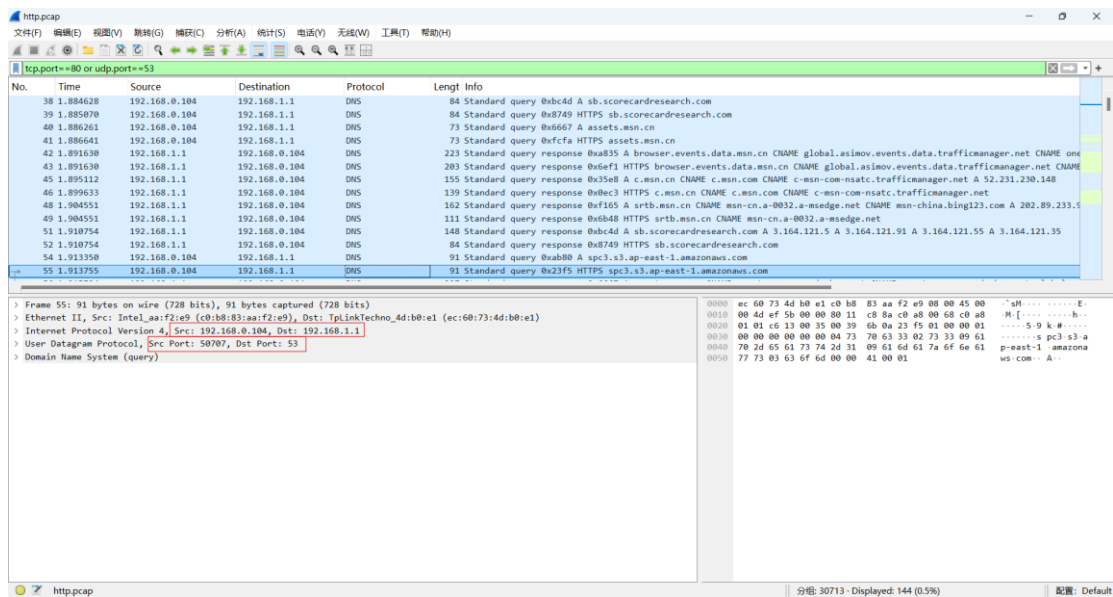 http.pcap
文件(F) 编辑(E) 视图(V) 跳转(G) 捕获(C) 分析(A) 统计(S) 电话(Y) 无线(W) 工具(T) 帮助(H)
tcp.port==80 or udp.port==53
No. Time Source Destination Protocol Lengt Info
38 1.884628 192.168.0.104 192.168.1.1 DNS 84 Standard query 0xbc4d A sb.scorecardresearch.com
39 1.885070 192.168.0.104 192.168.1.1 DNS 84 Standard query 0x8749 HTTPS sb.scorecardresearch.com
40 1.886261 192.168.0.104 192.168.1.1 DNS 73 Standard query 0x6667 A assets.msn.cn
41 1.886641 192.168.0.104 192.168.1.1 DNS 73 Standard query 0xfcfa HTTPS assets.msn.cn
42 1.891630 192.168.1.1 192.168.0.104 DNS 223 Standard query response 0xa835 A browser.events.data.msn.cn CNAME global.asimov.events.data.trafficmanager.net CNAME one
43 1.891630 192.168.1.1 192.168.0.104 DNS 203 Standard query response 0x6ef1 HTTPS browser.events.data.msn.cn CNAME global.asimov.events.data.trafficmanager.net CNAME
45 1.895112 192.168.1.1 192.168.0.104 DNS 155 Standard query response 0x35e8 A c.msn.cn CNAME c.msn.com CNAME c-msn-com-nsatc.trafficmanager.net A 52.231.230.148
46 1.899633 192.168.1.1 192.168.0.104 DNS 139 Standard query response 0x0ec3 HTTPS c.msn.cn CNAME c.msn.com CNAME c-msn-com-nsatc.trafficmanager.net
48 1.904551 192.168.1.1 192.168.0.104 DNS 162 Standard query response 0xf165 A srtb.msn.cn CNAME msn-cn.a-0032.a-msedge.net CNAME msn-china.bing123.com A 202.89.233.9
49 1.904551 192.168.1.1 192.168.0.104 DNS 111 Standard query response 0x6b48 HTTPS srtb.msn.cn CNAME msn-cn.a-0032.a-msedge.net
51 1.910754 192.168.1.1 192.168.0.104 DNS 148 Standard query response 0xbc4d A sb.scorecardresearch.com A 3.164.121.5 A 3.164.121.91 A 3.164.121.55 A 3.164.121.35
52 1.910754 192.168.1.1 192.168.0.104 DNS 84 Standard query response 0x8749 HTTPS sb.scorecardresearch.com
54 1.913350 192.168.0.104 192.168.1.1 DNS 91 Standard query 0xab80 A spc3.s3.ap-east-1.amazonaws.com
55 1.913755 192.168.0.104 192.168.1.1 DNS 91 Standard query 0x23f5 HTTPS spc3.s3.ap-east-1.amazonaws.com
> Frame 55: 91 bytes on wire (728 bits), 91 bytes captured (728 bits)
> Ethernet II, Src: Intel_aa:f2:e9 (c0:b8:83:aa:f2:e9), Dst: TpLinkTechno_4d:b0:e1 (ec:60:73:4d:b0:e1)
> Internet Protocol Version 4, Src: 192.168.0.104, Dst: 192.168.1.1
> User Datagram Protocol, Src Port: 50707, Dst Port: 53
> Domain Name System (query)
0000 ec 60 73 4d b0 e1 c0 b8 83 aa f2 e9 08 00 45 00 ·`sM···· ······E·
0010 00 4d ef 5b 00 00 80 11 c8 8a c0 a8 00 68 c0 a8 ·M·[···· ·····h··
0020 01 01 c6 13 00 35 00 39 6b 0a 23 f5 01 00 00 01 ·····5·9 k·#·····
0030 00 00 00 00 00 00 04 73 70 63 33 02 73 33 09 61 ·······s pc3·s3·a
0040 70 2d 65 61 73 74 2d 31 09 61 6d 61 7a 6f 6e 61 p-east-1 ·amazona
0050 77 73 03 63 6f 6d 00 00 41 00 01 ws·com·· A··
http.pcap 分组: 30713 · Displayed: 144 (0.5%) 配置: Default